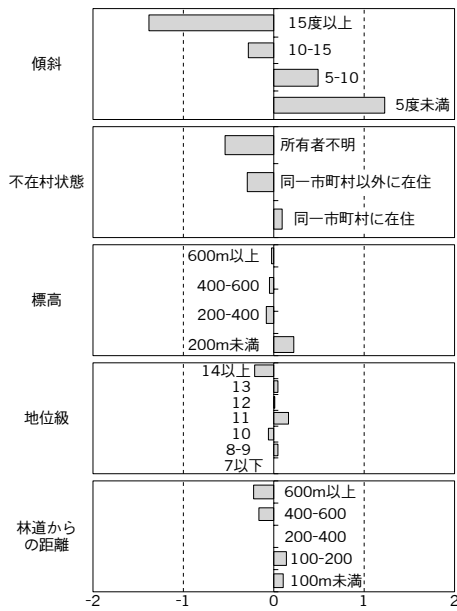 傾斜
15度以上
10-15
5-10
5度未満
不在村状態
所有者不明
同一市町村以外に在住
同一市町村に在住
標高
600m以上
400-600
200-400
200m未満
地位級
14以上
13
12
11
10
8-9
7以下
林道から
の距離
600m以上
400-600
200-400
100-200
100m未満
-2 -1 0 1 2